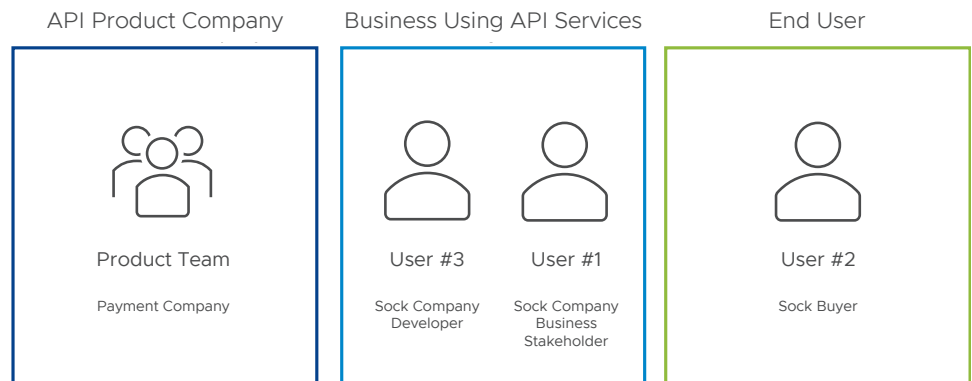 API Product Company
Business Using API Services
End User
Product Team
Payment Company
User #3
Sock Company
Developer
User #1
Sock Company
Business
Stakeholder
User #2
Sock Buyer